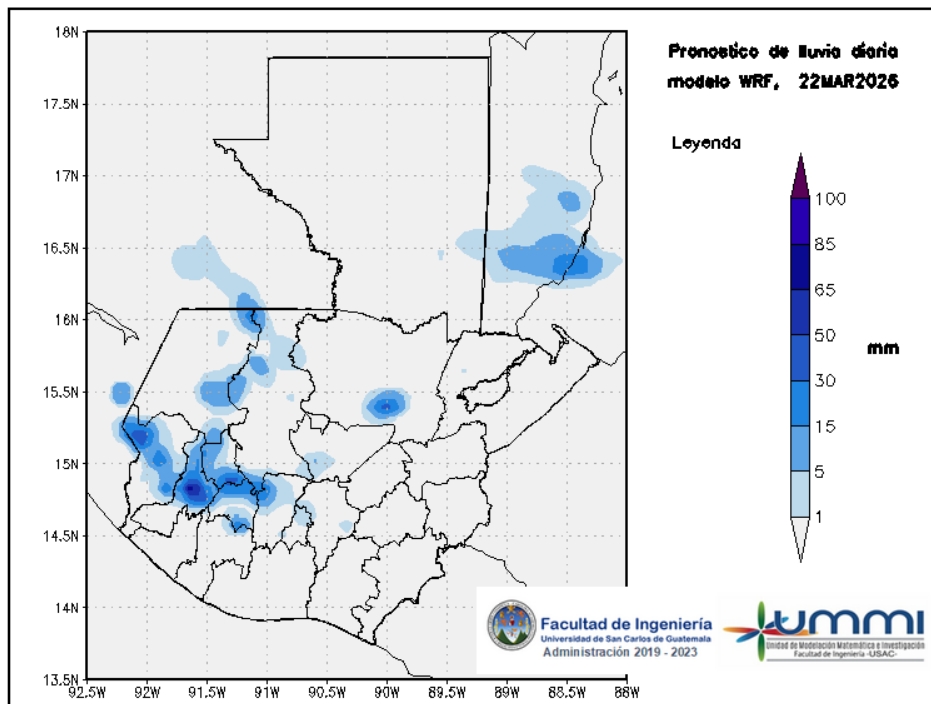 Pronostico de lluvia diaria
modelo WRF, 22MAR2026
Leyenda
100
85
65
50
30
15
5
1
mm
18N
17.5N
17N
16.5N
16N
15.5N
15N
14.5N
14N
13.5N
92.5W
92W
91.5W
91W
90.5W
90W
89.5W
89W
88.5W
88W
Facultad de Ingeniería
Universidad de San Carlos de Guatemala
Administración 2019 - 2023
ummi
Unidad de Modelación Matemática e Investigación
Facultad de Ingeniería -USAC-